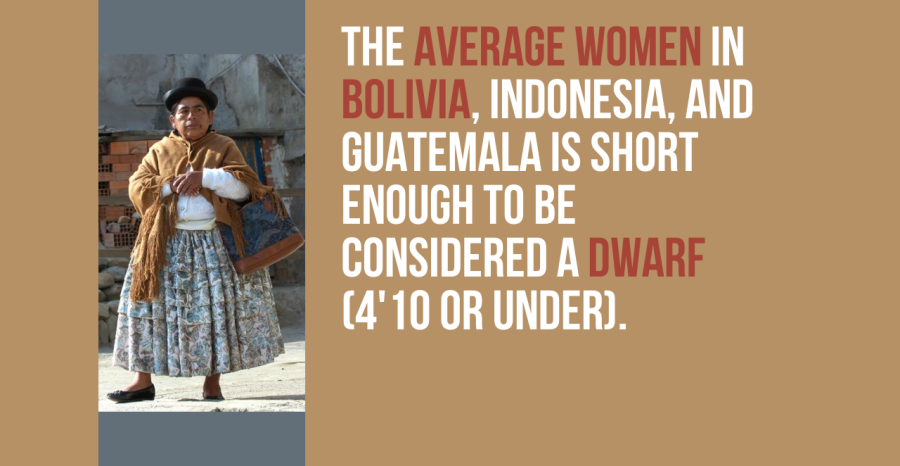 THE AVERAGE WOMEN IN
BOLIVIA, INDONESIA, AND
GUATEMALA IS SHORT
ENOUGH TO BE
CONSIDERED A DWARF
(4'10 OR UNDER).